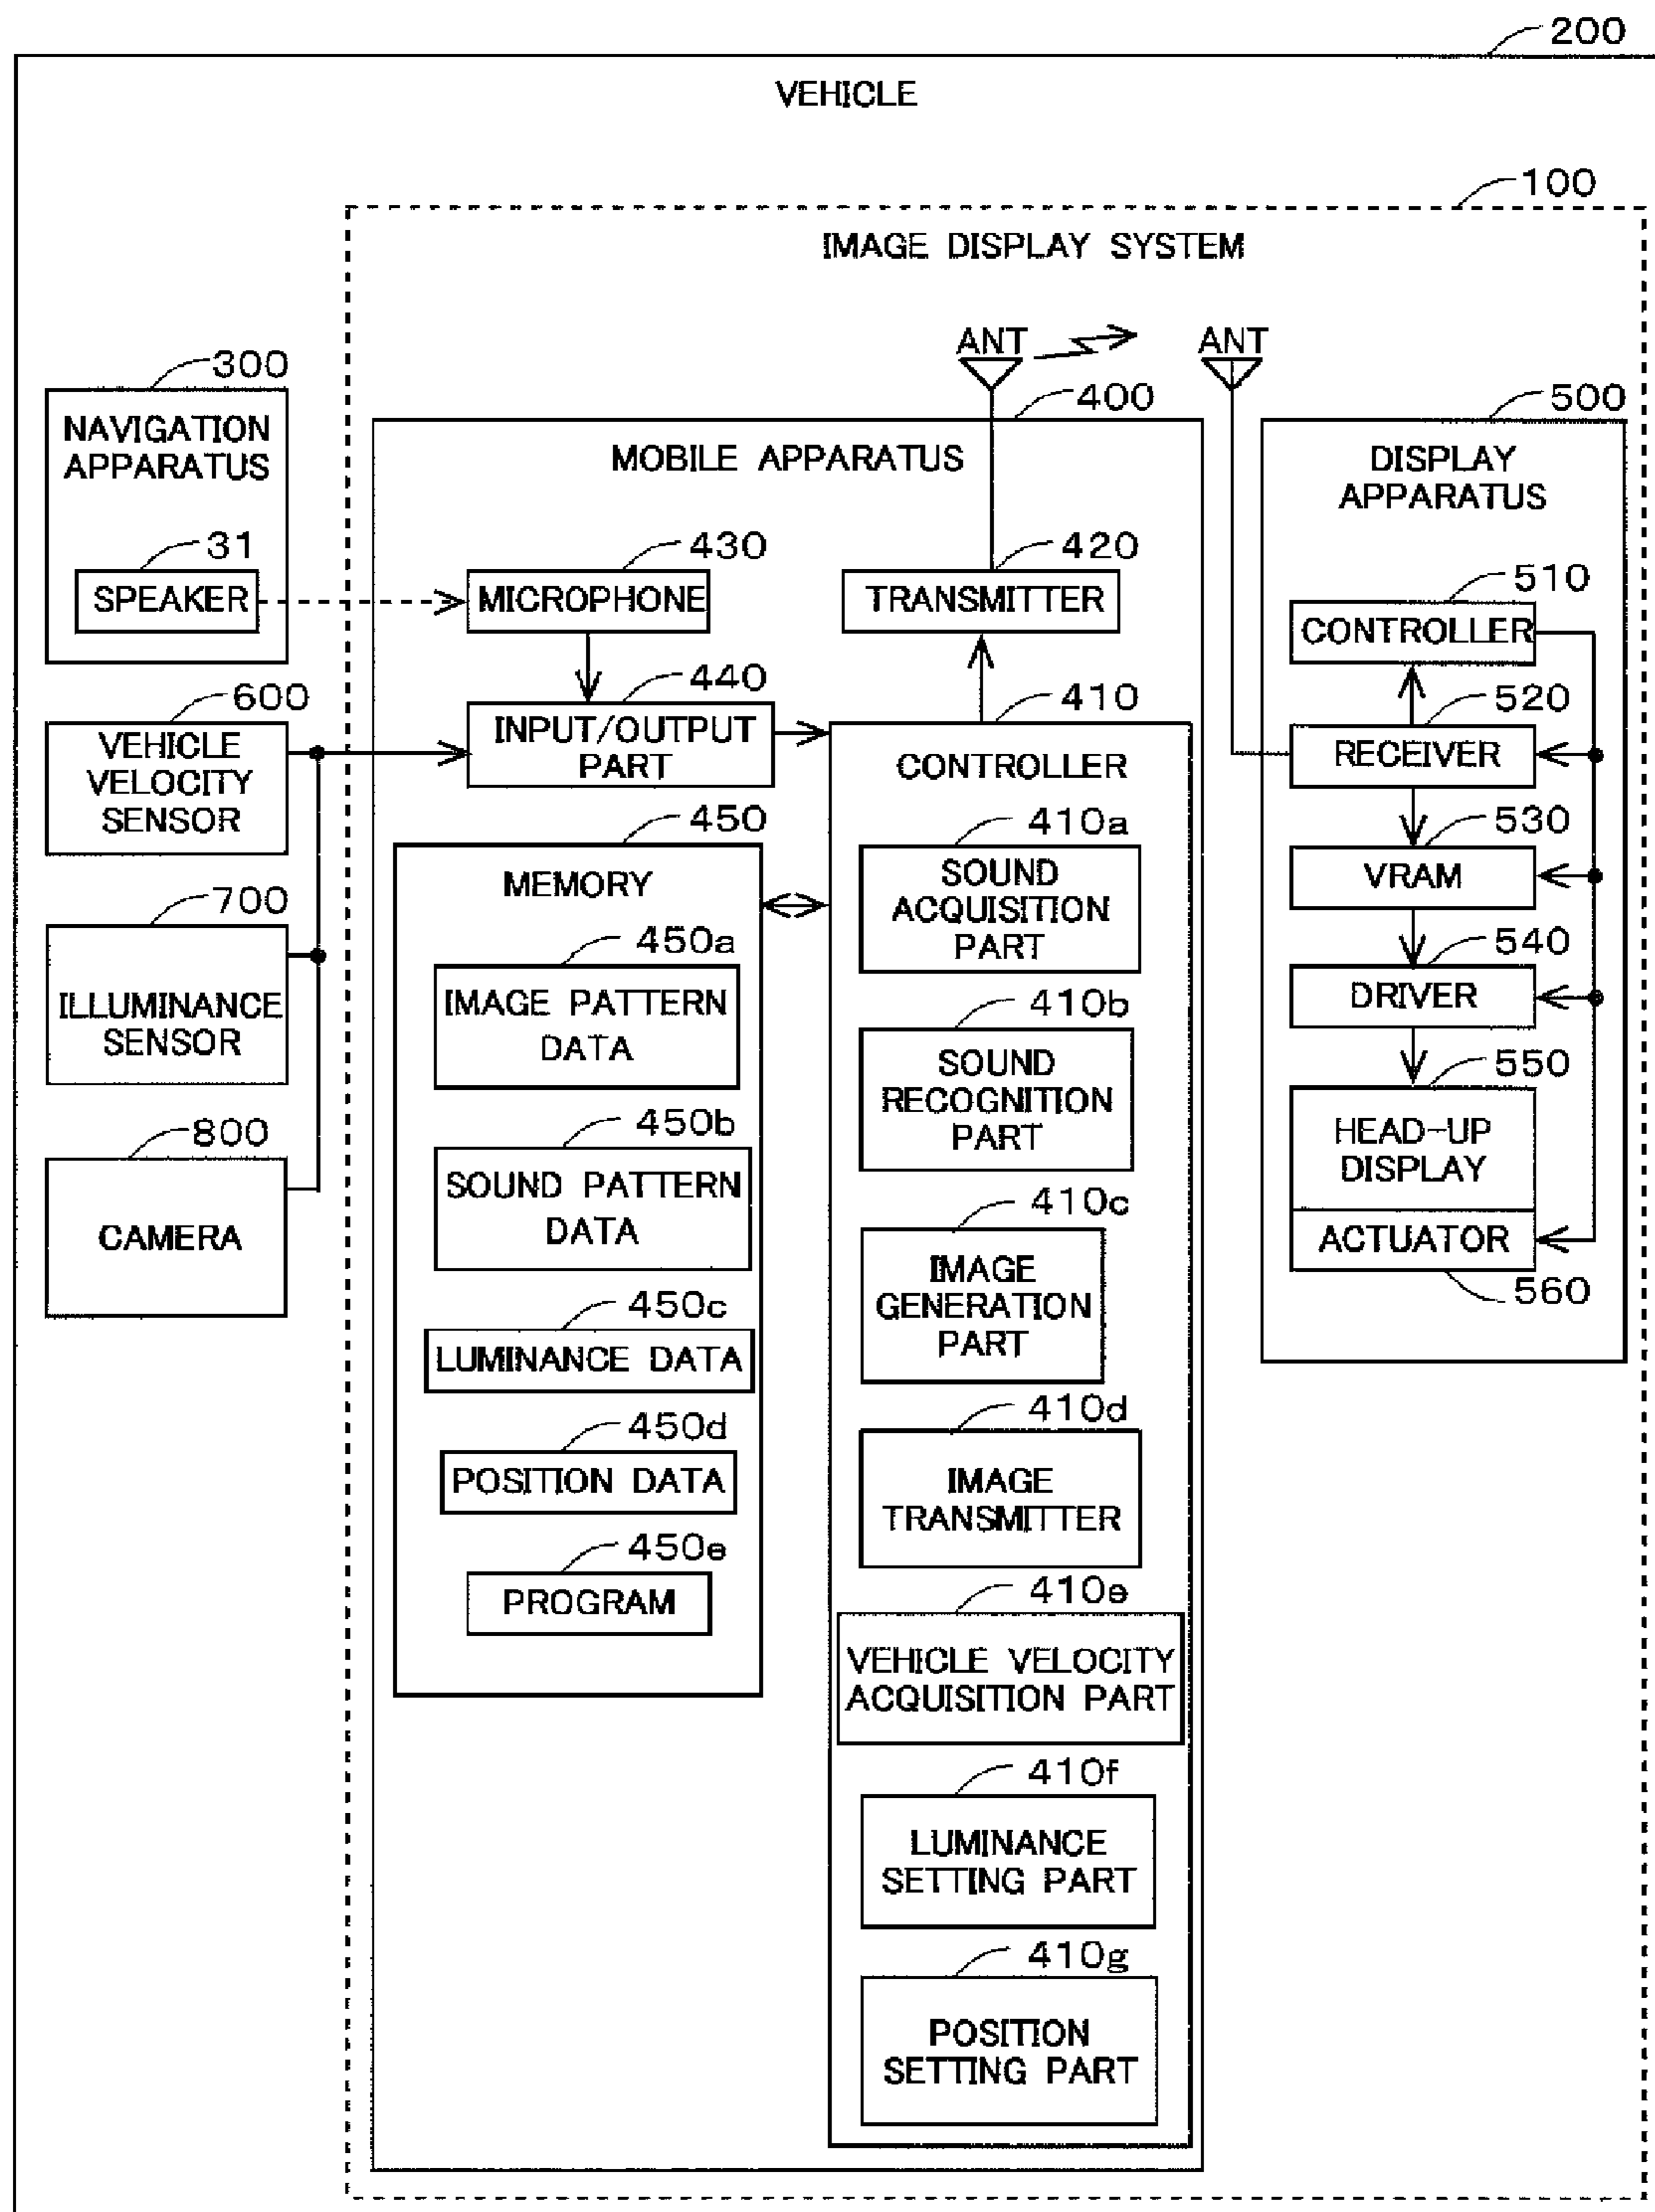 200
VEHICLE
100
IMAGE DISPLAY SYSTEM
ANT
ANT
300
NAVIGATION
APPARATUS
31
SPEAKER
600
VEHICLE
VELOCITY
SENSOR
700
ILLUMINANCE
SENSOR
800
CAMERA
400
MOBILE APPARATUS
430
MICROPHONE
420
TRANSMITTER
440
INPUT/OUTPUT
PART
450
MEMORY
450a
IMAGE PATTERN
DATA
450b
SOUND PATTERN
DATA
450c
LUMINANCE DATA
450d
POSITION DATA
450e
PROGRAM
410
CONTROLLER
410a
SOUND
ACQUISITION
PART
410b
SOUND
RECOGNITION
PART
410c
IMAGE
GENERATION
PART
410d
IMAGE
TRANSMITTER
410e
VEHICLE VELOCITY
ACQUISITION PART
410f
LUMINANCE
SETTING PART
410g
POSITION
SETTING PART
500
DISPLAY
APPARATUS
510
CONTROLLER
520
RECEIVER
530
VRAM
540
DRIVER
550
HEAD-UP
DISPLAY
ACTUATOR
560